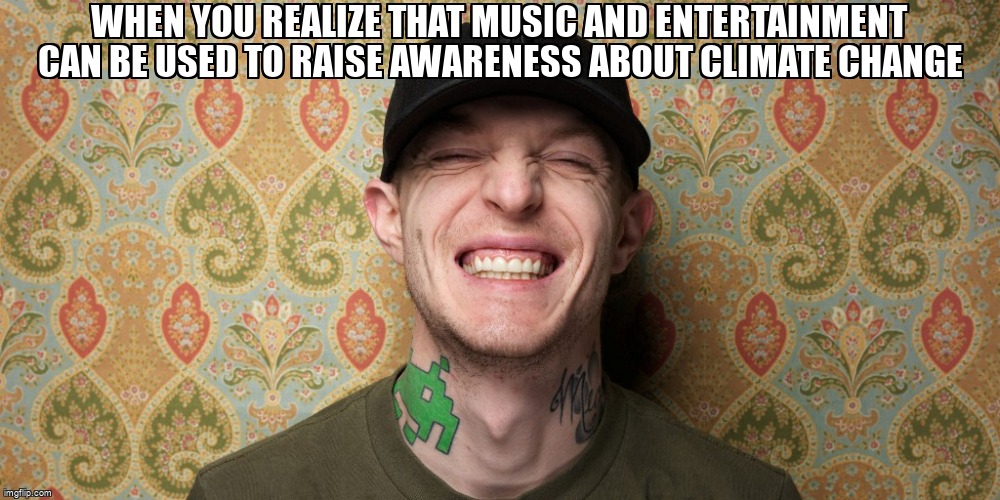 WHEN YOU REALIZE THAT MUSIC AND ENTERTAINMENT
CAN BE USED TO RAISE AWARENESS ABOUT CLIMATE CHANGE
imgflip.com